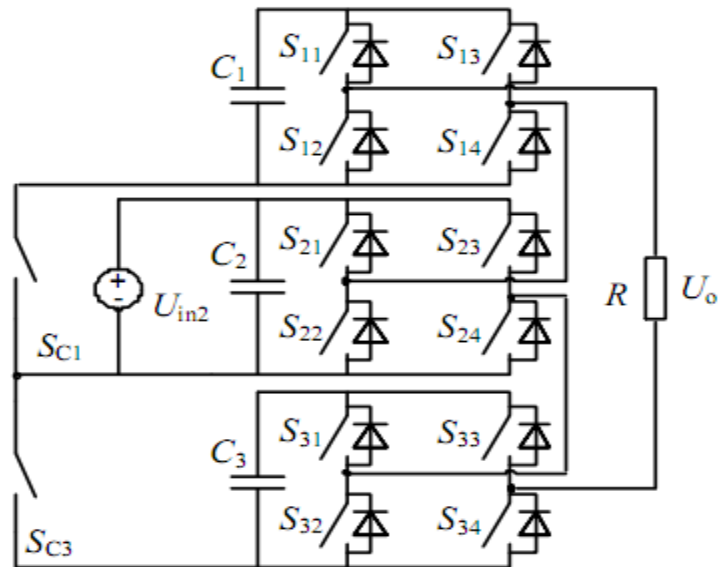 S11 S13
C1
S12 S14
S21 S23
C2
+
-
Uin2
R Uo
S22 S24
SC1
S31 S33
C3
S32 S34
SC3